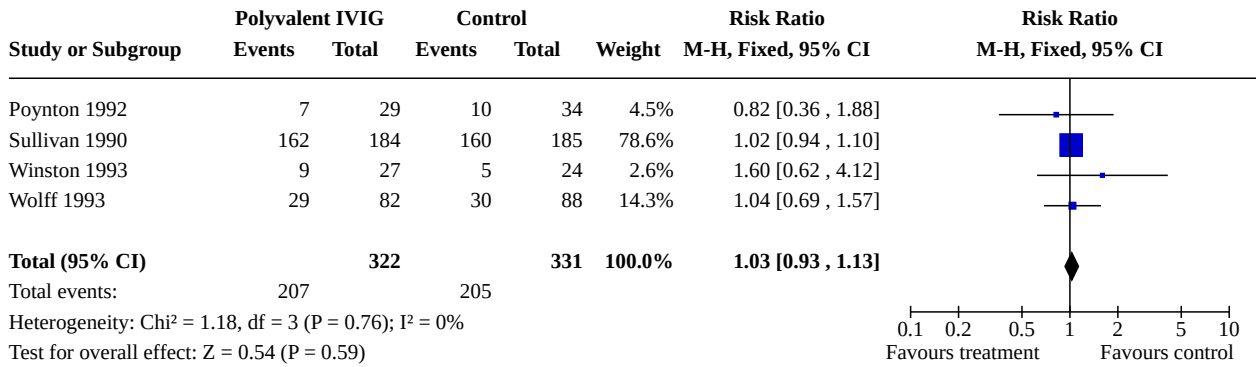 Polyvalent IVIG Control Risk Ratio Risk Ratio
Study or Subgroup Events Total Events Total Weight M-H, Fixed, 95% CI M-H, Fixed, 95% CI
Poynton 1992 7 29 10 34 4.5% 0.82 [0.36 , 1.88]
Sullivan 1990 162 184 160 185 78.6% 1.02 [0.94 , 1.10]
Winston 1993 9 27 5 24 2.6% 1.60 [0.62 , 4.12]
Wolff 1993 29 82 30 88 14.3% 1.04 [0.69 , 1.57]
Total (95% CI) 322 331 100.0% 1.03 [0.93 , 1.13]
Total events: 207 205
Heterogeneity: Chi² = 1.18, df = 3 (P = 0.76); I² = 0%
0.1 0.2 0.5 1 2 5 10
Test for overall effect: Z = 0.54 (P = 0.59)
Favours treatment Favours control